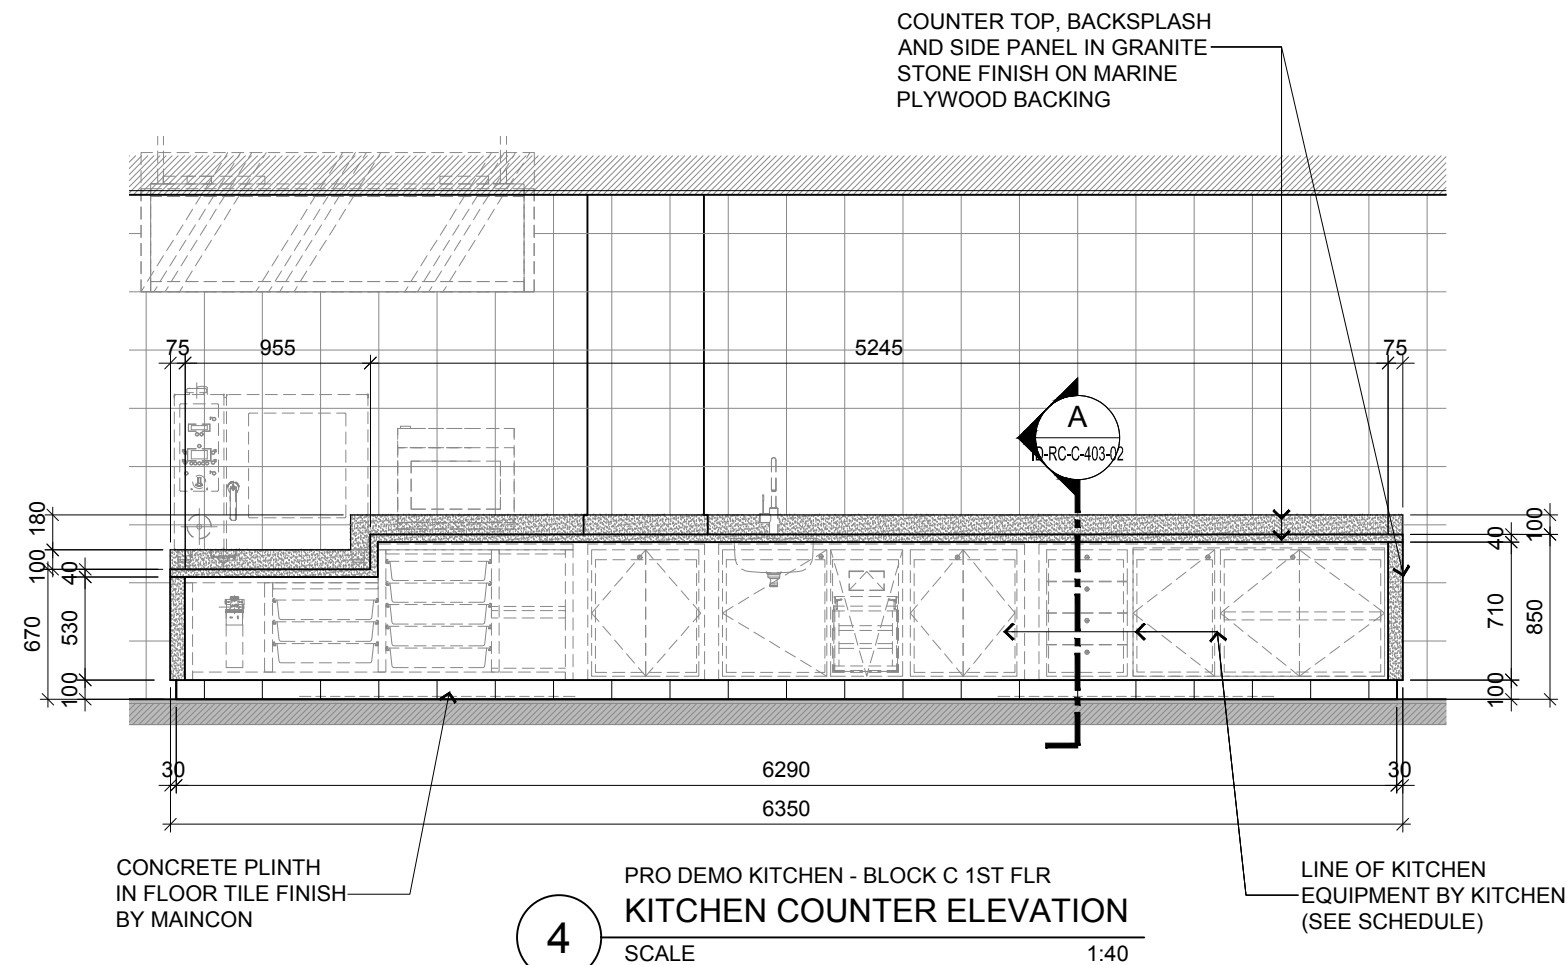 COUNTER TOP, BACKSPLASH
AND SIDE PANEL IN GRANITE
STONE FINISH ON MARINE
PLYWOOD BACKING
75
955
5245
75
A
ID-RC-C-403-02
180
100
40
670
530
100
100
40
710
850
100
30
6290
30
6350
CONCRETE PLINTH
IN FLOOR TILE FINISH
BY MAINCON
LINE OF KITCHEN
EQUIPMENT BY KITCHEN
(SEE SCHEDULE)
4
PRO DEMO KITCHEN - BLOCK C 1ST FLR
KITCHEN COUNTER ELEVATION
SCALE 1:40